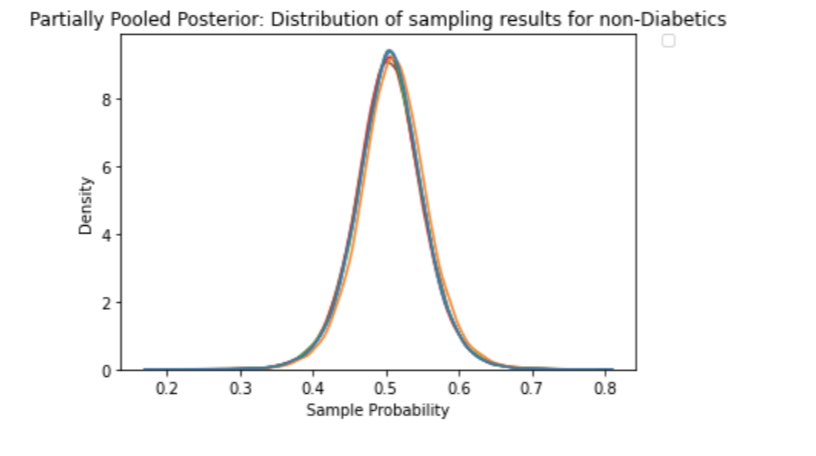 Partially Pooled Posterior: Distribution of sampling results for non-Diabetics
8
6
4
2
0
Density
0.2 0.3 0.4 0.5 0.6 0.7 0.8
Sample Probability